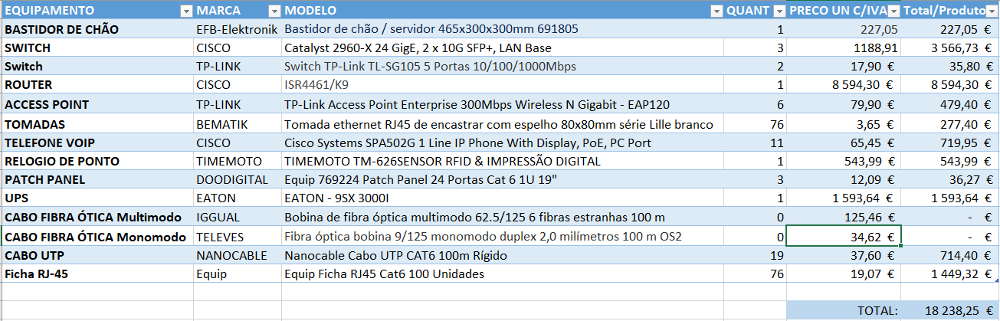 EQUIPAMENTO MARCA MODELO QUANT PRECO UN C/IVA Total/Produto
BASTIDOR DE CHÃO EFB-Elektronik Bastidor de chão / servidor 465x300x300mm 691805 1 227,05 227,05 €
SWITCH CISCO Catalyst 2960-X 24 GigE, 2 x 10G SFP+, LAN Base 3 1188,91 3 566,73 €
Switch TP-LINK Switch TP-Link TL-SG105 5 Portas 10/100/1000Mbps 2 17,90 € 35,80 €
ROUTER CISCO ISR4461/K9 1 8 594,30 € 8 594,30 €
ACCESS POINT TP-LINK TP-Link Access Point Enterprise 300Mbps Wireless N Gigabit - EAP120 6 79,90 € 479,40 €
TOMADAS BEMATIK Tomada ethernet RJ45 de encastrar com espelho 80x80mm série Lille branco 76 3,65 € 277,40 €
TELEFONE VOIP CISCO Cisco Systems SPA502G 1 Line IP Phone With Display, PoE, PC Port 11 65,45 € 719,95 €
RELOGIO DE PONTO TIMEMOTO TIMEMOTO TM-626SENSOR RFID & IMPRESSÃO DIGITAL 1 543,99 € 543,99 €
PATCH PANEL DOODIGITAL Equip 769224 Patch Panel 24 Portas Cat 6 1U 19" 3 12,09 € 36,27 €
UPS EATON EATON - 9SX 3000I 1 1 593,64 € 1 593,64 €
CABO FIBRA ÓTICA Multimodo IGGUAL Bobina de fibra óptica multimodo 62.5/125 6 fibras estranhas 100 m 0 125,46 € - €
CABO FIBRA ÓTICA Monomodo TELEVES Fibra óptica bobina 9/125 monomodo duplex 2,0 milímetros 100 m OS2 0 34,62 € - €
CABO UTP NANOCABLE Nanocable Cabo UTP CAT6 100m Rígido 19 37,60 € 714,40 €
Ficha RJ-45 Equip Equip Ficha RJ45 Cat6 100 Unidades 76 19,07 € 1 449,32 €
TOTAL: 18 238,25 €